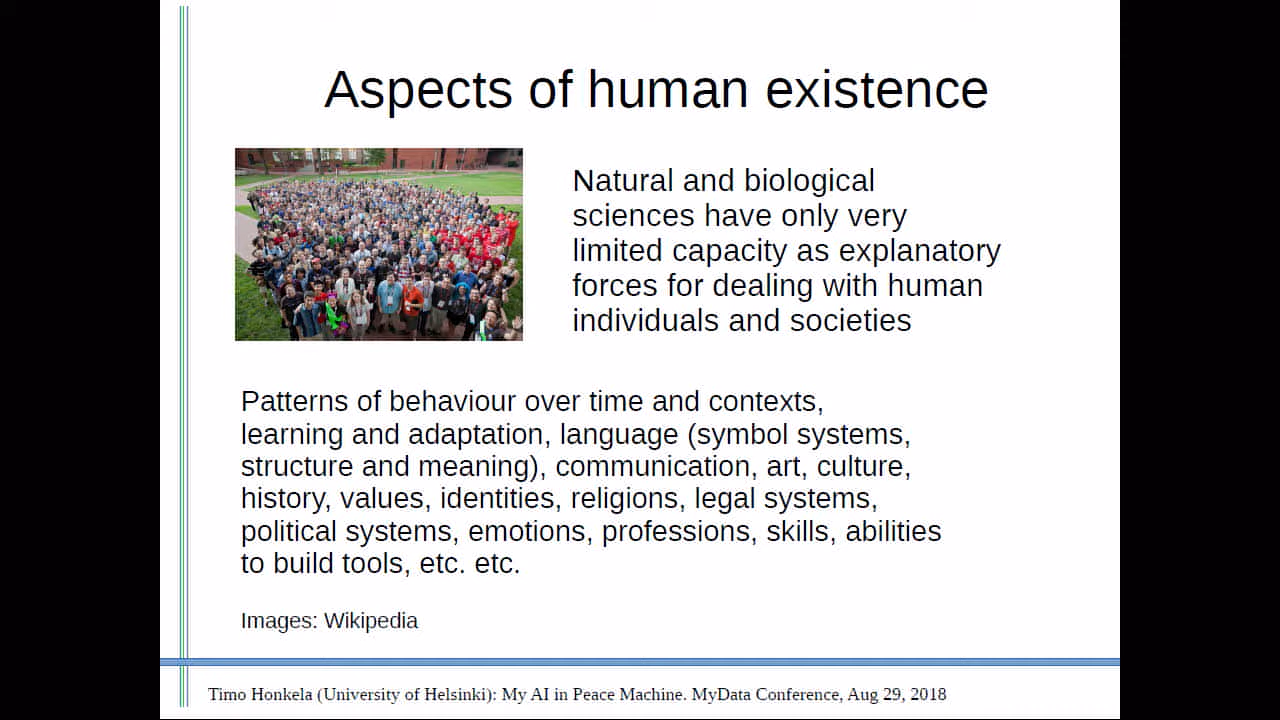 Aspects of human existence
Natural and biological
sciences have only very
limited capacity as explanatory
forces for dealing with human
individuals and societies
Patterns of behaviour over time and contexts,
learning and adaptation, language (symbol systems,
structure and meaning), communication, art, culture,
history, values, identities, religions, legal systems,
political systems, emotions, professions, skills, abilities
to build tools, etc. etc.
Images: Wikipedia
Timo Honkela (University of Helsinki): My AI in Peace Machine. MyData Conference, Aug 29, 2018